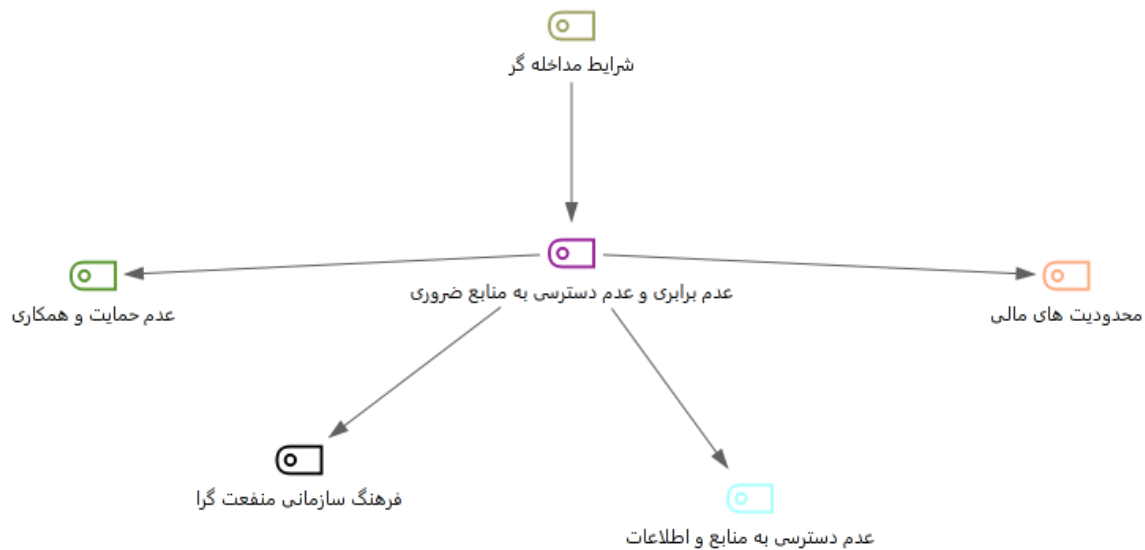 شرایط مداخله گر
عدم برابری و عدم دسترسی به منابع ضروری
محدودیت های مالی
عدم حمایت و همکاری
فرهنگ سازمانی منفعت گرا
عدم دسترسی به منابع و اطلاعات